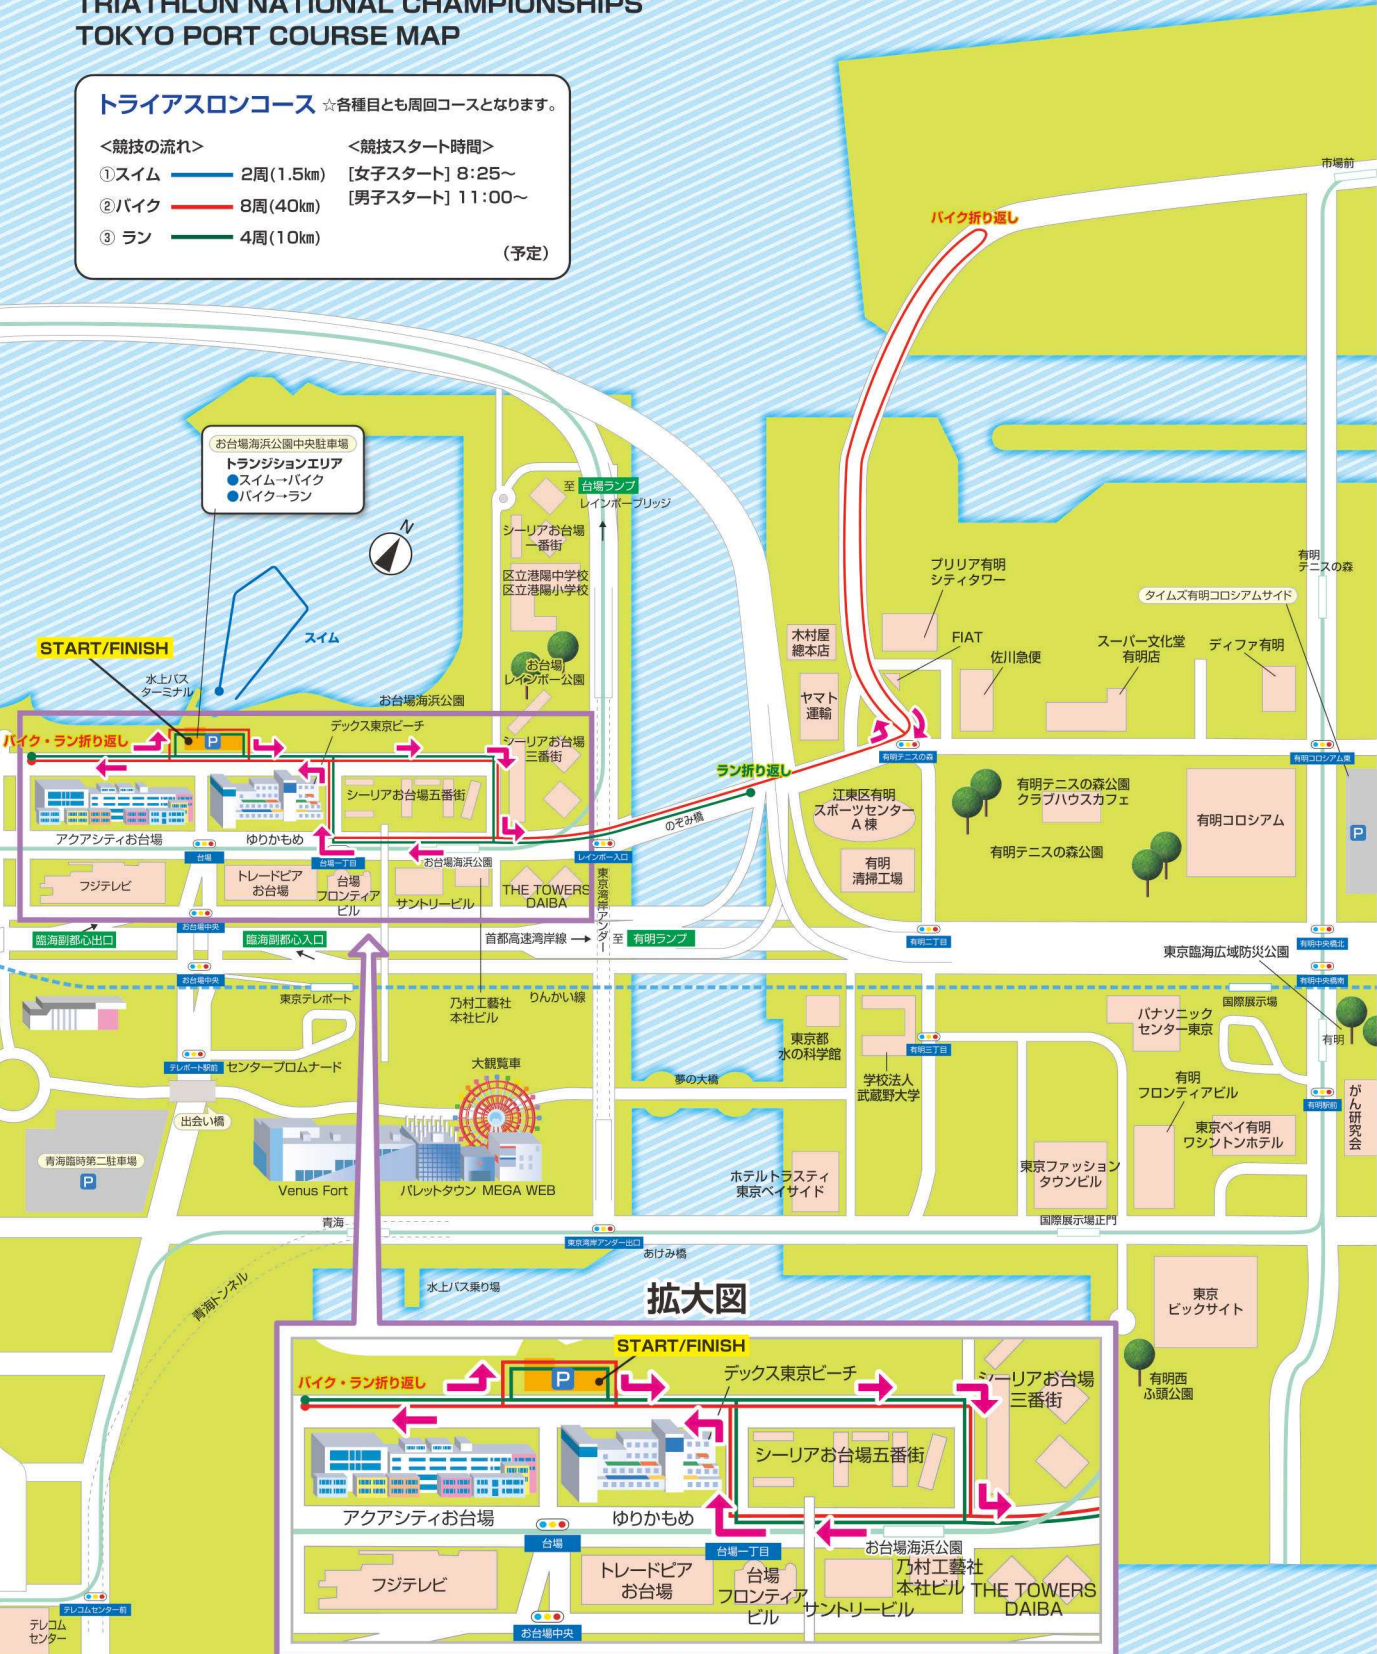 TRIATHLON NATIONAL CHAMPIONSHIPS
TOKYO PORT COURSE MAP
トライアスロンコース ☆各種目とも周回コースとなります。
<競技の流れ>
①スイム 2周(1.5㎞)
②バイク 8周(40㎞)
③ ラン 4周(10㎞)
<競技スタート時間>
[女子スタート] 8:25〜
[男子スタート] 11:00〜
(予定)
市場前
バイク折り返し
お台場海浜公園中央駐車場
トランジションエリア
●スイム→バイク
●バイク→ラン
N
至 台場ランプ
レインボーブリッジ
シーリアお台場
一番街
区立港陽中学校
区立港陽小学校
スイム
START/FINISH
水上バス
ターミナル
お台場
レインボー公園
お台場海浜公園
デックス東京ビーチ
バイク・ラン折り返し
P
シーリアお台場
三番街
シーリアお台場五番街
アクアシティお台場
ゆりかもめ
台場
台場一丁目
お台場海浜公園
レインボー入口
フジテレビ
トレードピア
お台場
台場
フロンティア
ビル
サントリービル
THE TOWERS
DAIBA
東京湾岸アンダー
お台場中央
臨海副都心出口
臨海副都心入口
首都高速湾岸線→
至 有明ランプ
お台場中央
東京テレポート
乃村工藝社
本社ビル
りんかい線
テレポート駅前
センタープロムナード
大観覧車
出会い橋
青海臨時第二駐車場
P
Venus Fort
パレットタウン MEGA WEB
青海
東京湾岸アンダー出口
あけみ橋
青海トンネル
水上バス乗り場
夢の大橋
ラン折り返し
のぞみ橋
木村屋
總本店
ヤマト
運輸
ブリリア有明
シティタワー
FIAT
佐川急便
スーパー文化堂
有明店
ディファ有明
有明
テニスの森
タイムズ有明コロシアムサイド
有明テニスの森
有明コロシアム東
江東区有明
スポーツセンター
A 棟
有明
清掃工場
有明テニスの森公園
クラブハウスカフェ
有明テニスの森公園
有明コロシアム
P
有明二丁目
有明中央橋北
東京臨海広域防災公園
有明中央橋南
国際展示場
東京都
水の科学館
学校法人
武蔵野大学
有明三丁目
パナソニック
センター東京
有明
有明
フロンティアビル
有明駅前
がん研究会
東京ベイ有明
ワシントンホテル
東京ファッション
タウンビル
ホテルトラスティ
東京ベイサイド
国際展示場正門
東京
ビックサイト
有明西
ふ頭公園
テレコムセンター前
テレコム
センター
拡大図
START/FINISH
P
バイク・ラン折り返し
デックス東京ビーチ
シーリアお台場
三番街
シーリアお台場五番街
アクアシティお台場
ゆりかもめ
台場
台場一丁目
お台場海浜公園
乃村工藝社
本社ビル
フジテレビ
トレードピア
お台場
台場
フロンティア
ビル
サントリービル
THE TOWERS
DAIBA
お台場中央